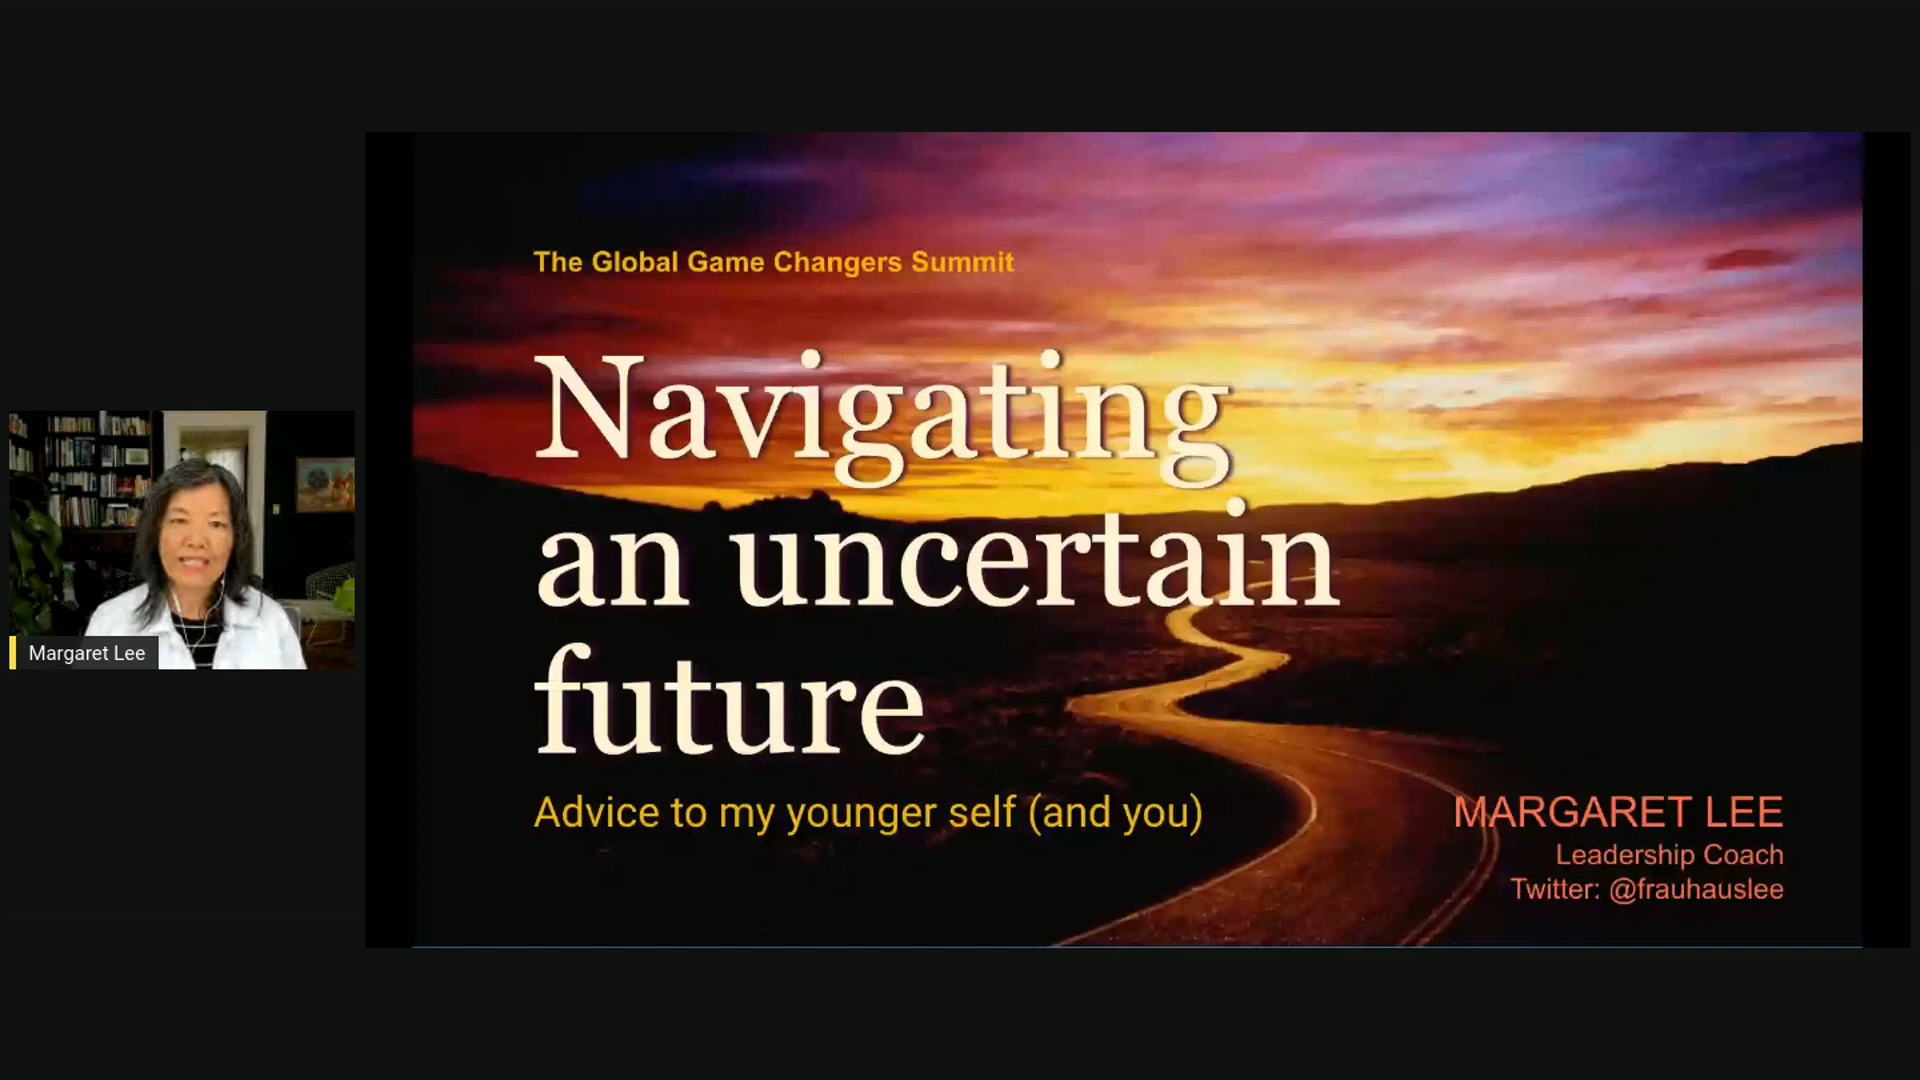 The Global Game Changers Summit
Navigating
an uncertain
future
Advice to my younger self (and you)
MARGARET LEE
Leadership Coach
Twitter: @frauhauslee
Margaret Lee